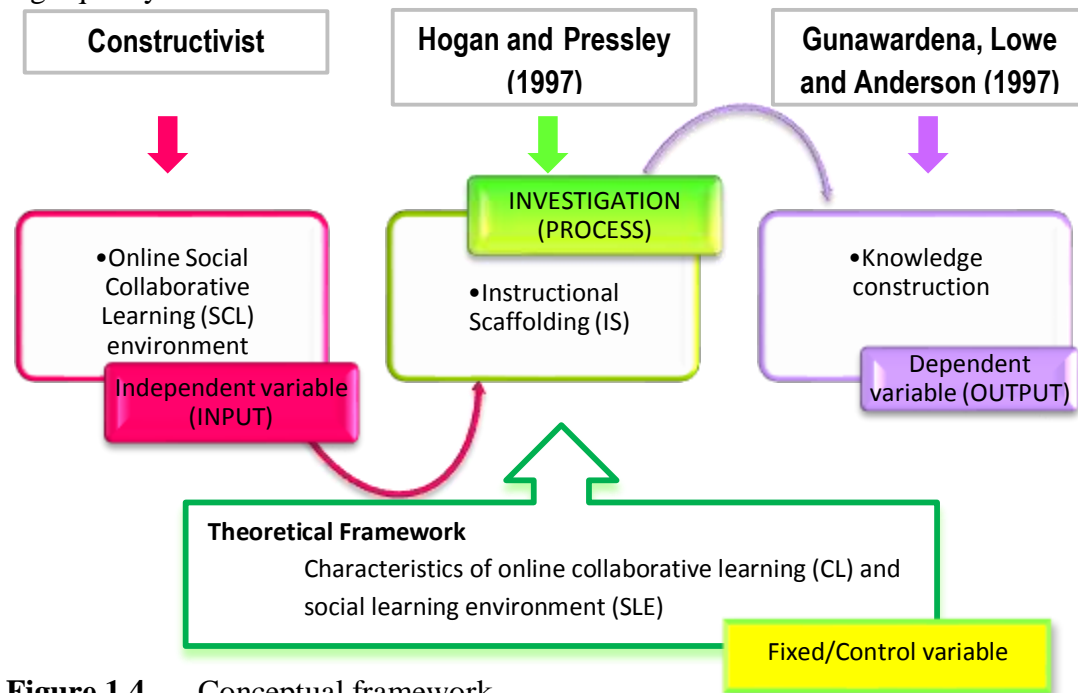 Constructivist
Hogan and Pressley
(1997)
Gunawardena, Lowe
and Anderson (1997)
•Online Social
Collaborative
Learning (SCL)
environment
Independent variable
(INPUT)
INVESTIGATION
(PROCESS)
•Instructional
Scaffolding (IS)
•Knowledge
construction
Dependent
variable (OUTPUT)
Theoretical Framework
Characteristics of online collaborative learning (CL) and
social learning environment (SLE)
Fixed/Control variable
Figure 1.4 Conceptual framework